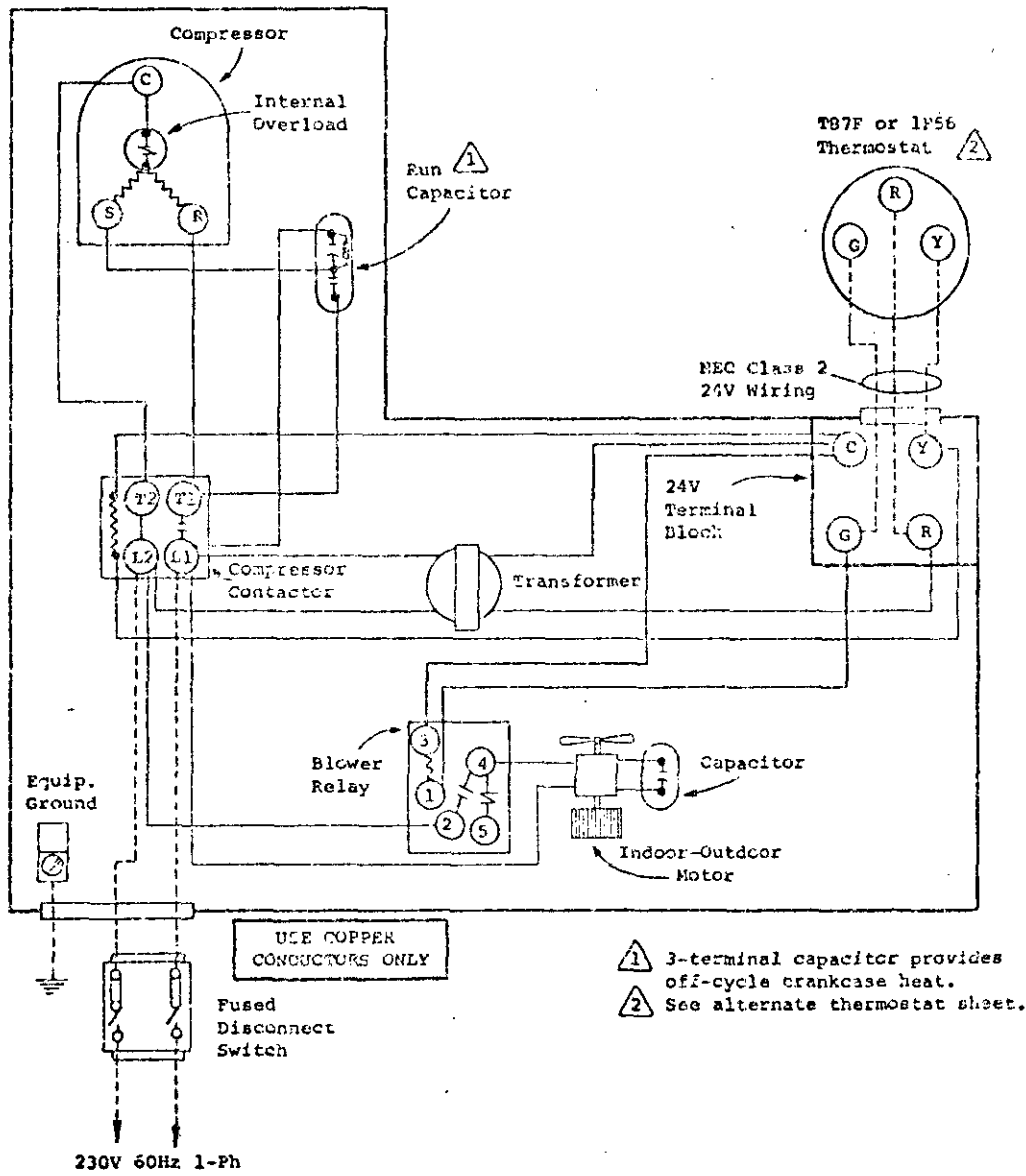 Compressor
C
Internal
Overload
S
R
Run 1
Capacitor
T87F or 1F56
Thermostat 2
R
G
Y
NEC Class 2
24V Wiring
24V
Terminal
Block
C
Y
G
R
T2
T1
L2
L1
Compressor
Contactor
Transformer
Blower
Relay
3
1
4
2
5
Capacitor
Indoor-Outdoor
Motor
Equip.
Ground
USE COPPER
CONDUCTORS ONLY
Fused
Disconnect
Switch
1 3-terminal capacitor provides
off-cycle crankcase heat.
2 See alternate thermostat sheet.
230V 60Hz 1-Ph